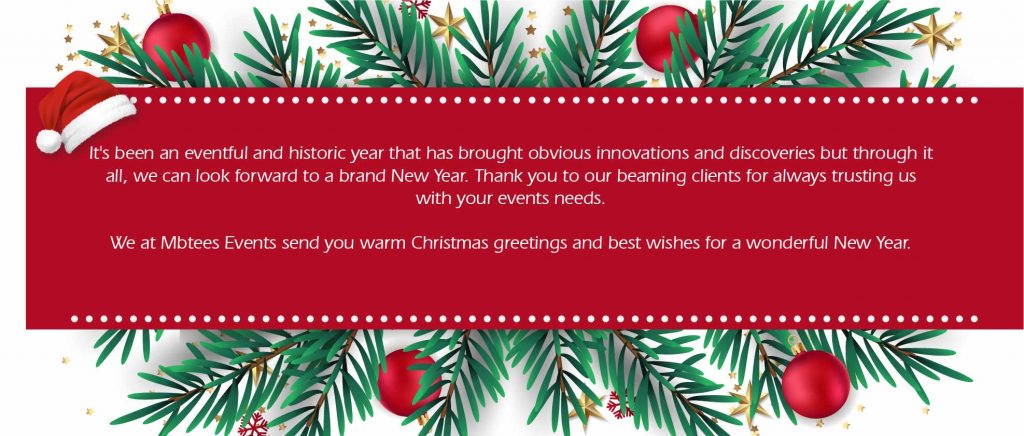 It's been an eventful and historic year that has brought obvious innovations and discoveries but through it
all, we can look forward to a brand New Year. Thank you to our beaming clients for always trusting us
with your events needs.
We at Mbtees Events send you warm Christmas greetings and best wishes for a wonderful New Year.